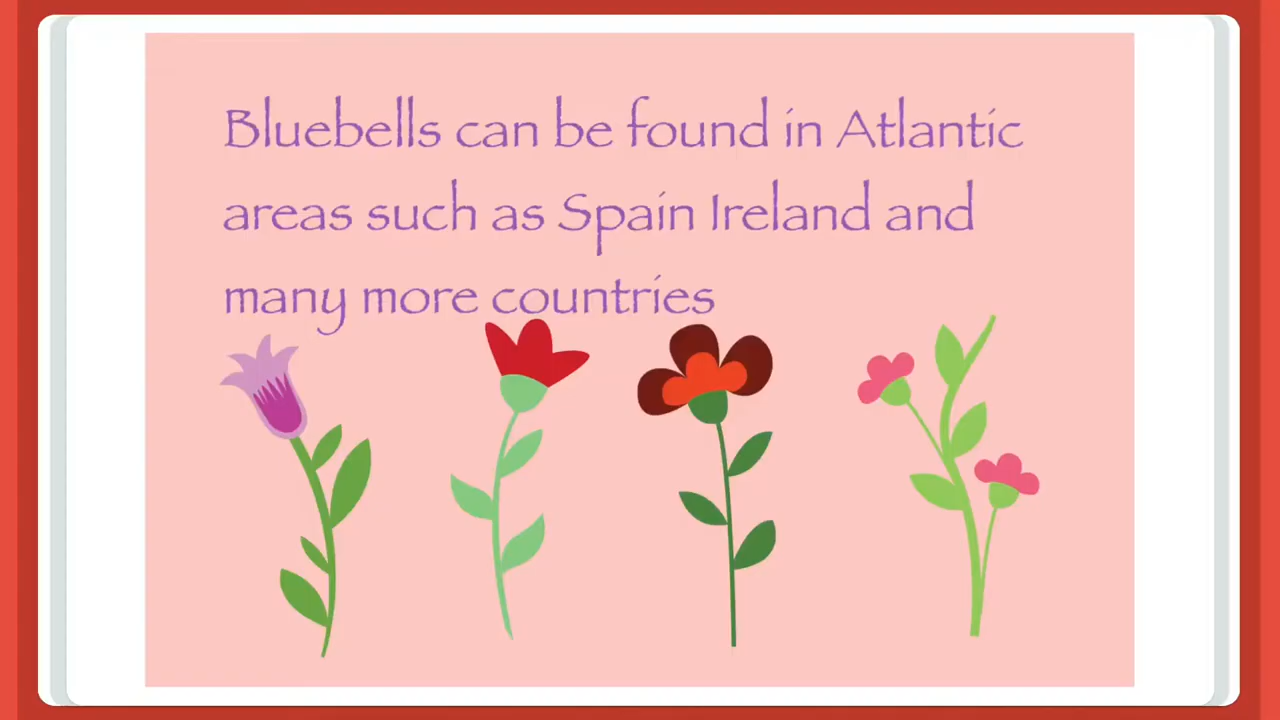 Bluebells can be found in Atlantic
areas such as Spain Ireland and
many more countries